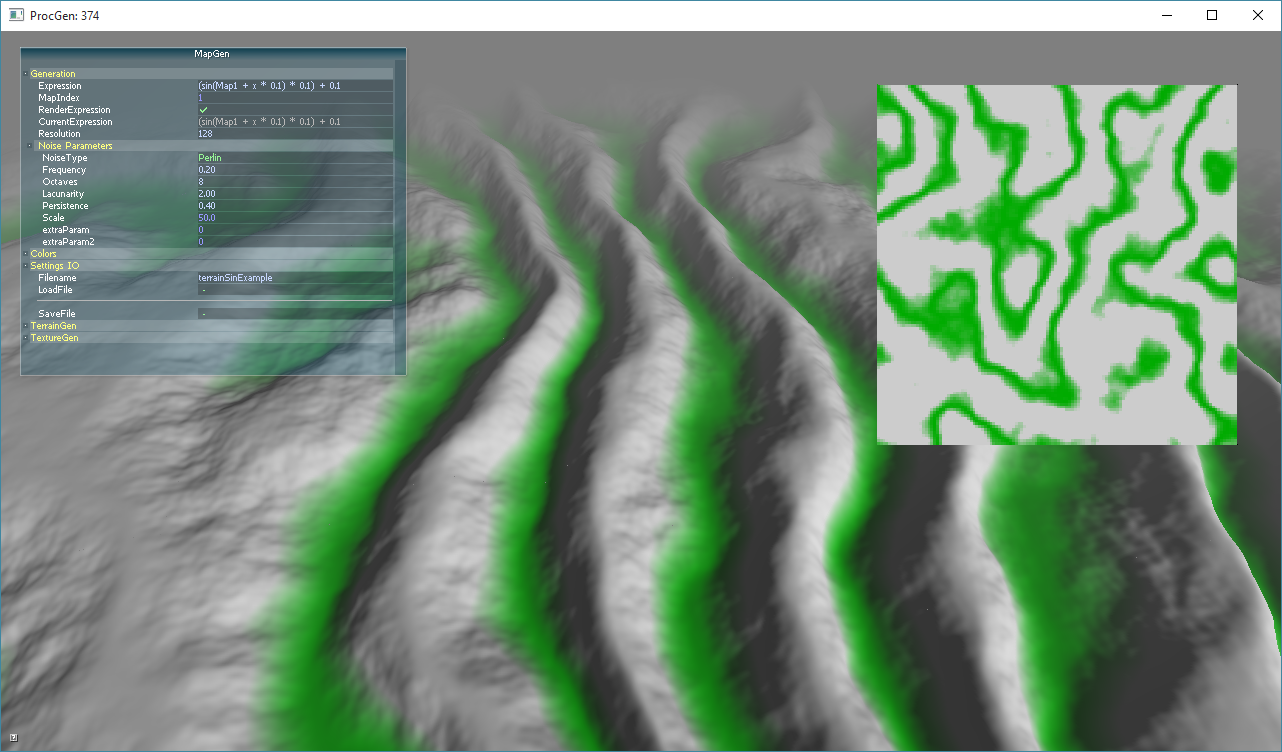 ProcGen: 374
MapGen
Generation
Expression (sin(Map1 + x * 0.1) * 0.1) + 0.1
MapIndex 1
RenderExpression
CurrentExpression (sin(Map1 + x * 0.1) * 0.1) + 0.1
Resolution 128
Noise Parameters
NoiseType Perlin
Frequency 0.20
Octaves 8
Lacunarity 2.00
Persistence 0.40
Scale 50.0
extraParam 0
extraParam2 0
Colors
Settings IO
Filename terrainSinExample
LoadFile -
SaveFile -
TerrainGen
TextureGen
?